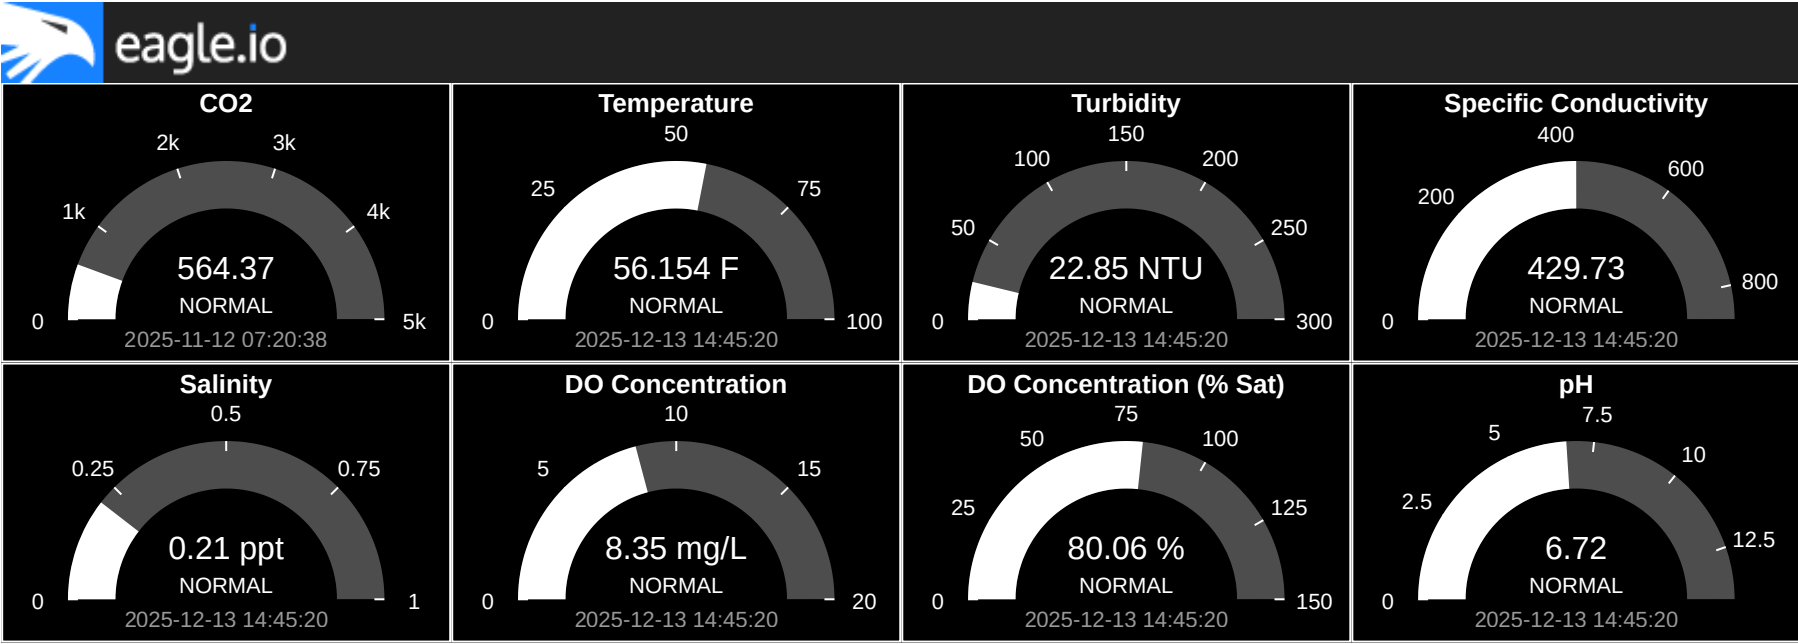 eagle.io
CO2
0
1k
2k
3k
4k
5k
564.37
NORMAL
2025-11-12 07:20:38
Temperature
0
25
50
75
100
56.154 F
NORMAL
2025-12-13 14:45:20
Turbidity
0
50
100
150
200
250
300
22.85 NTU
NORMAL
2025-12-13 14:45:20
Specific Conductivity
0
200
400
600
800
429.73
NORMAL
2025-12-13 14:45:20
Salinity
0
0.25
0.5
0.75
1
0.21 ppt
NORMAL
2025-12-13 14:45:20
DO Concentration
0
5
10
15
20
8.35 mg/L
NORMAL
2025-12-13 14:45:20
DO Concentration (% Sat)
0
25
50
75
100
125
150
80.06 %
NORMAL
2025-12-13 14:45:20
pH
0
2.5
5
7.5
10
12.5
6.72
NORMAL
2025-12-13 14:45:20